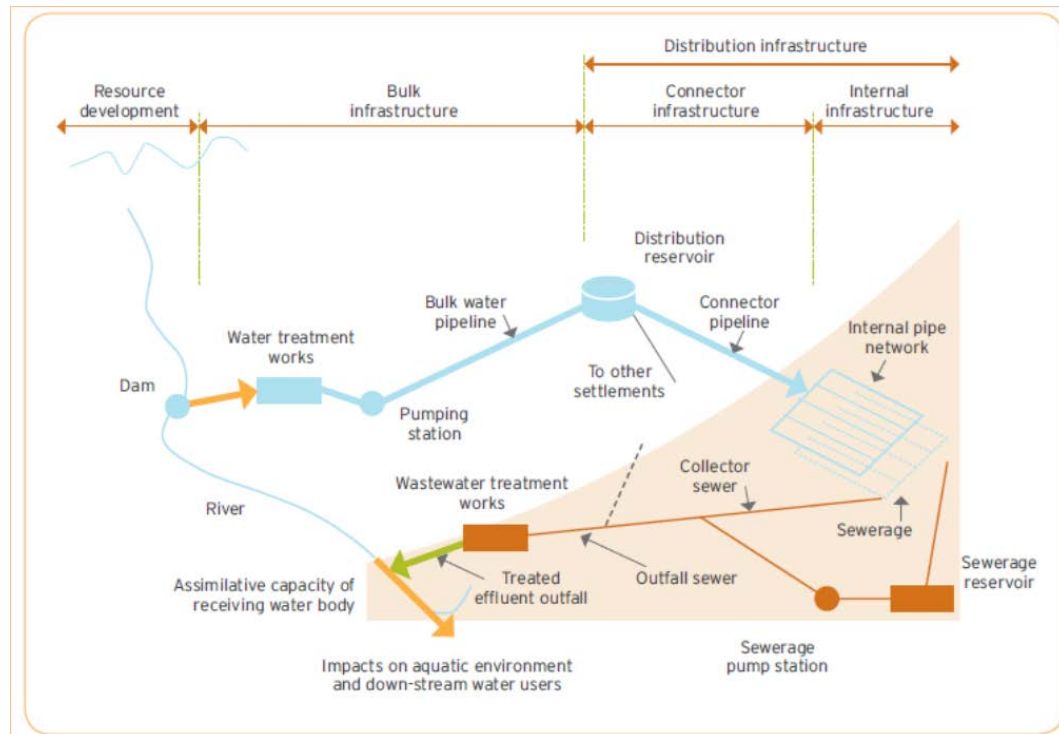 Distribution infrastructure
Resource
development
Bulk
infrastructure
Connector
infrastructure
Internal
infrastructure
Distribution
reservoir
Bulk water
pipeline
Connector
pipeline
Internal pipe
network
Water treatment
works
To other
settlements
Dam
Pumping
station
Wastewater treatment
works
Collector
sewer
River
Sewerage
Sewerage
reservoir
Assimilative capacity of
receiving water body
Treated
effluent outfall
Outfall sewer
Sewerage
pump station
Impacts on aquatic environment
and down-stream water users